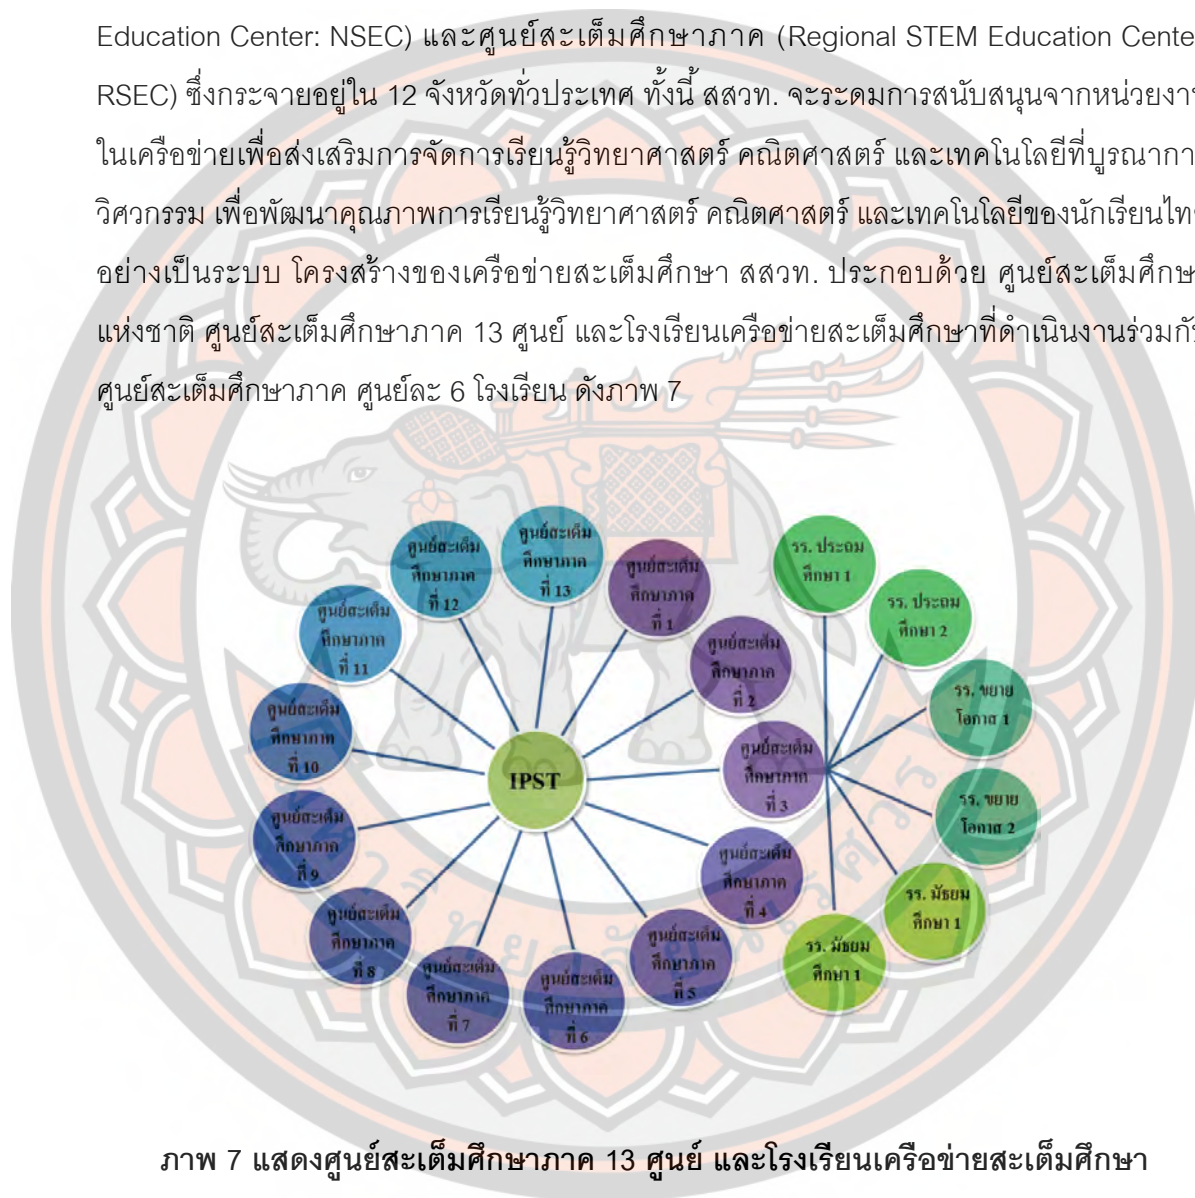 Education Center: NSEC) และศูนย์สะเต็มศึกษาภาค (Regional STEM Education Cente
RSEC) ซึ่งกระจายอยู่ใน 12 จังหวัดทั่วประเทศ ทั้งนี้ สสวท. จะระดมการสนับสนุนจากหน่วยงาน
ในเครือข่ายเพื่อส่งเสริมการจัดการเรียนรู้วิทยาศาสตร์ คณิตศาสตร์ และเทคโนโลยีที่บูรณากา
วิศวกรรม เพื่อพัฒนาคุณภาพการเรียนรู้วิทยาศาสตร์ คณิตศาสตร์ และเทคโนโลยีของนักเรียนไทย
อย่างเป็นระบบ โครงสร้างของเครือข่ายสะเต็มศึกษา สสวท. ประกอบด้วย ศูนย์สะเต็มศึกษ
แห่งชาติ ศูนย์สะเต็มศึกษาภาค 13 ศูนย์ และโรงเรียนเครือข่ายสะเต็มศึกษาที่ดำเนินงานร่วมกับ
ศูนย์สะเต็มศึกษาภาค ศูนย์ละ 6 โรงเรียน ดังภาพ 7
IPST
ศูนย์สะเต็ม
ศึกษาภาค
ที่ 1
ศูนย์สะเต็ม
ศึกษาภาค
ที่ 2
ศูนย์สะเต็ม
ศึกษาภาค
ที่ 3
ศูนย์สะเต็ม
ศึกษาภาค
ที่ 4
ศูนย์สะเต็ม
ศึกษาภาค
ที่ 5
ศูนย์สะเต็ม
ศึกษาภาค
ที่ 6
ศูนย์สะเต็ม
ศึกษาภาค
ที่ 7
ศูนย์สะเต็ม
ศึกษาภาค
ที่ 8
ศูนย์สะเต็ม
ศึกษาภาค
ที่ 9
ศูนย์สะเต็ม
ศึกษาภาค
ที่ 10
ศูนย์สะเต็ม
ศึกษาภาค
ที่ 11
ศูนย์สะเต็ม
ศึกษาภาค
ที่ 12
ศูนย์สะเต็ม
ศึกษาภาค
ที่ 13
รร. ประถม
ศึกษา 1
รร. ประถม
ศึกษา 2
รร. ขยาย
โอกาส 1
รร. ขยาย
โอกาส 2
รร. มัธยม
ศึกษา 1
รร. มัธยม
ศึกษา 1
มหาวิทยาลัยนเรศวร
ภาพ 7 แสดงศูนย์สะเต็มศึกษาภาค 13 ศูนย์ และโรงเรียนเครือข่ายสะเต็มศึกษา